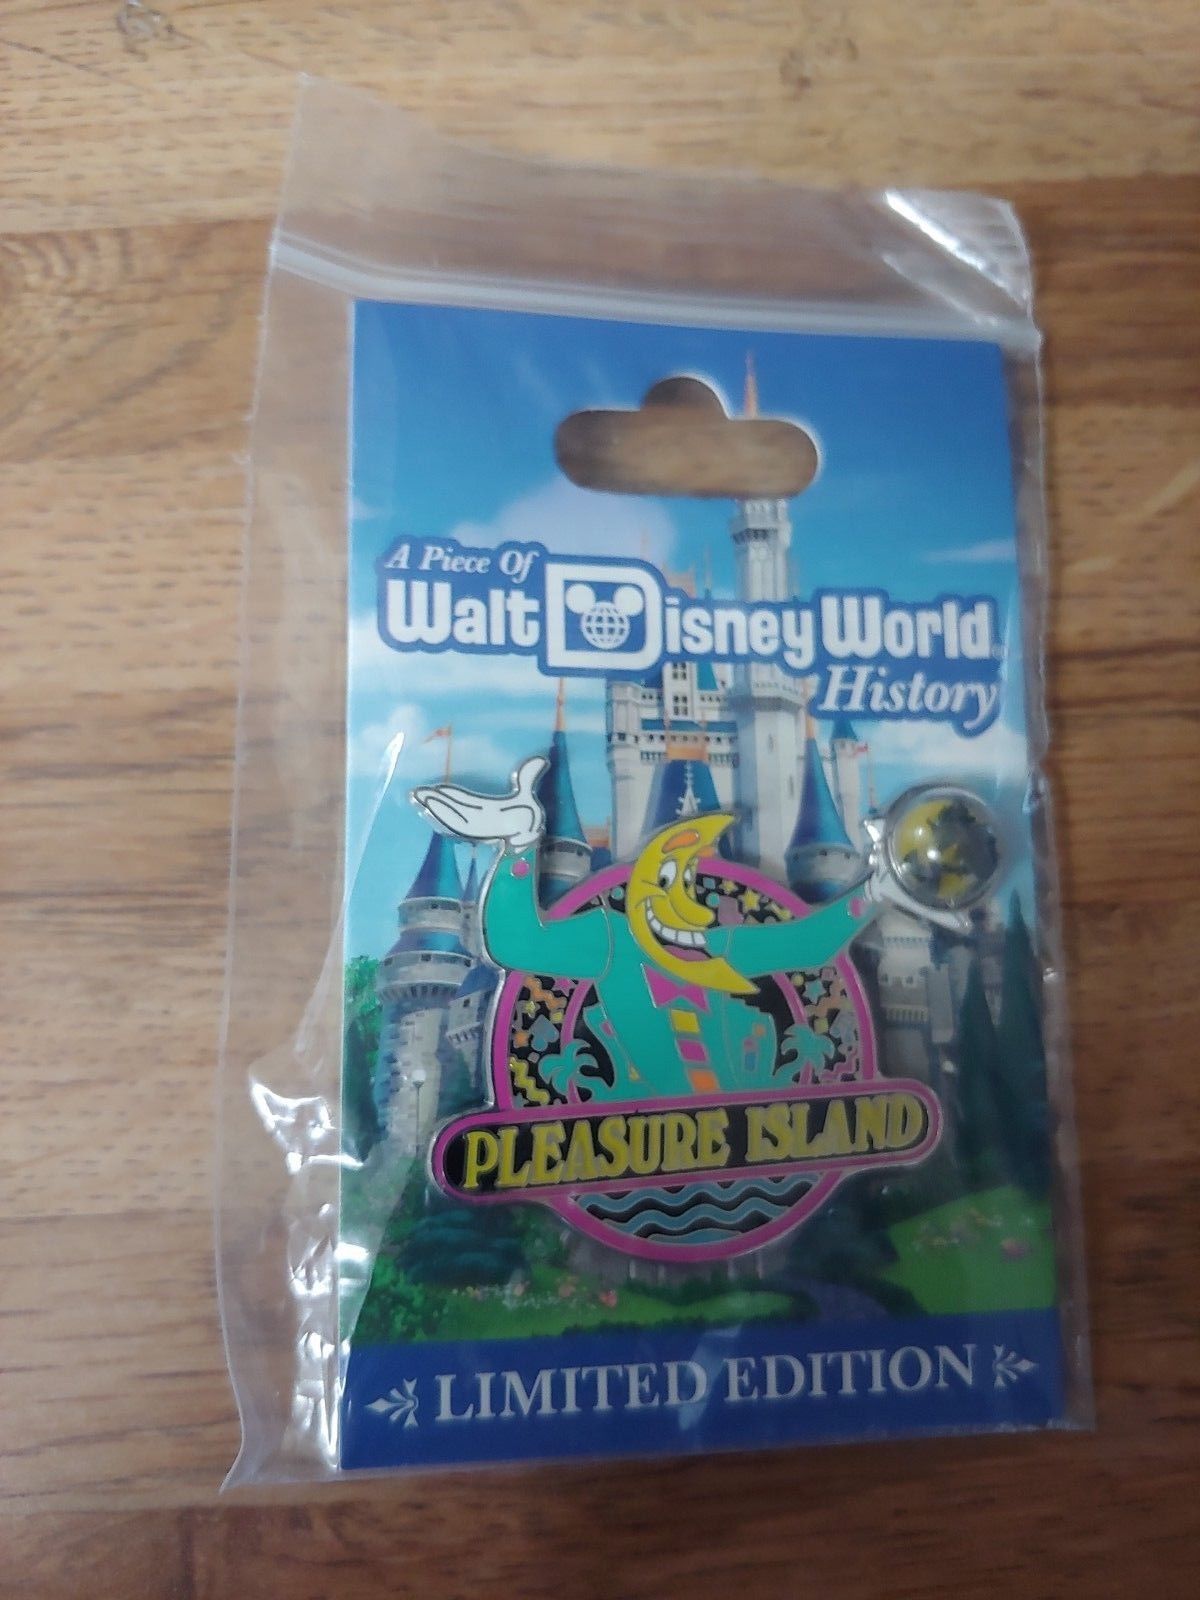 A Piece Of
Walt Disney World
History
PLEASURE ISLAND
LIMITED EDITION